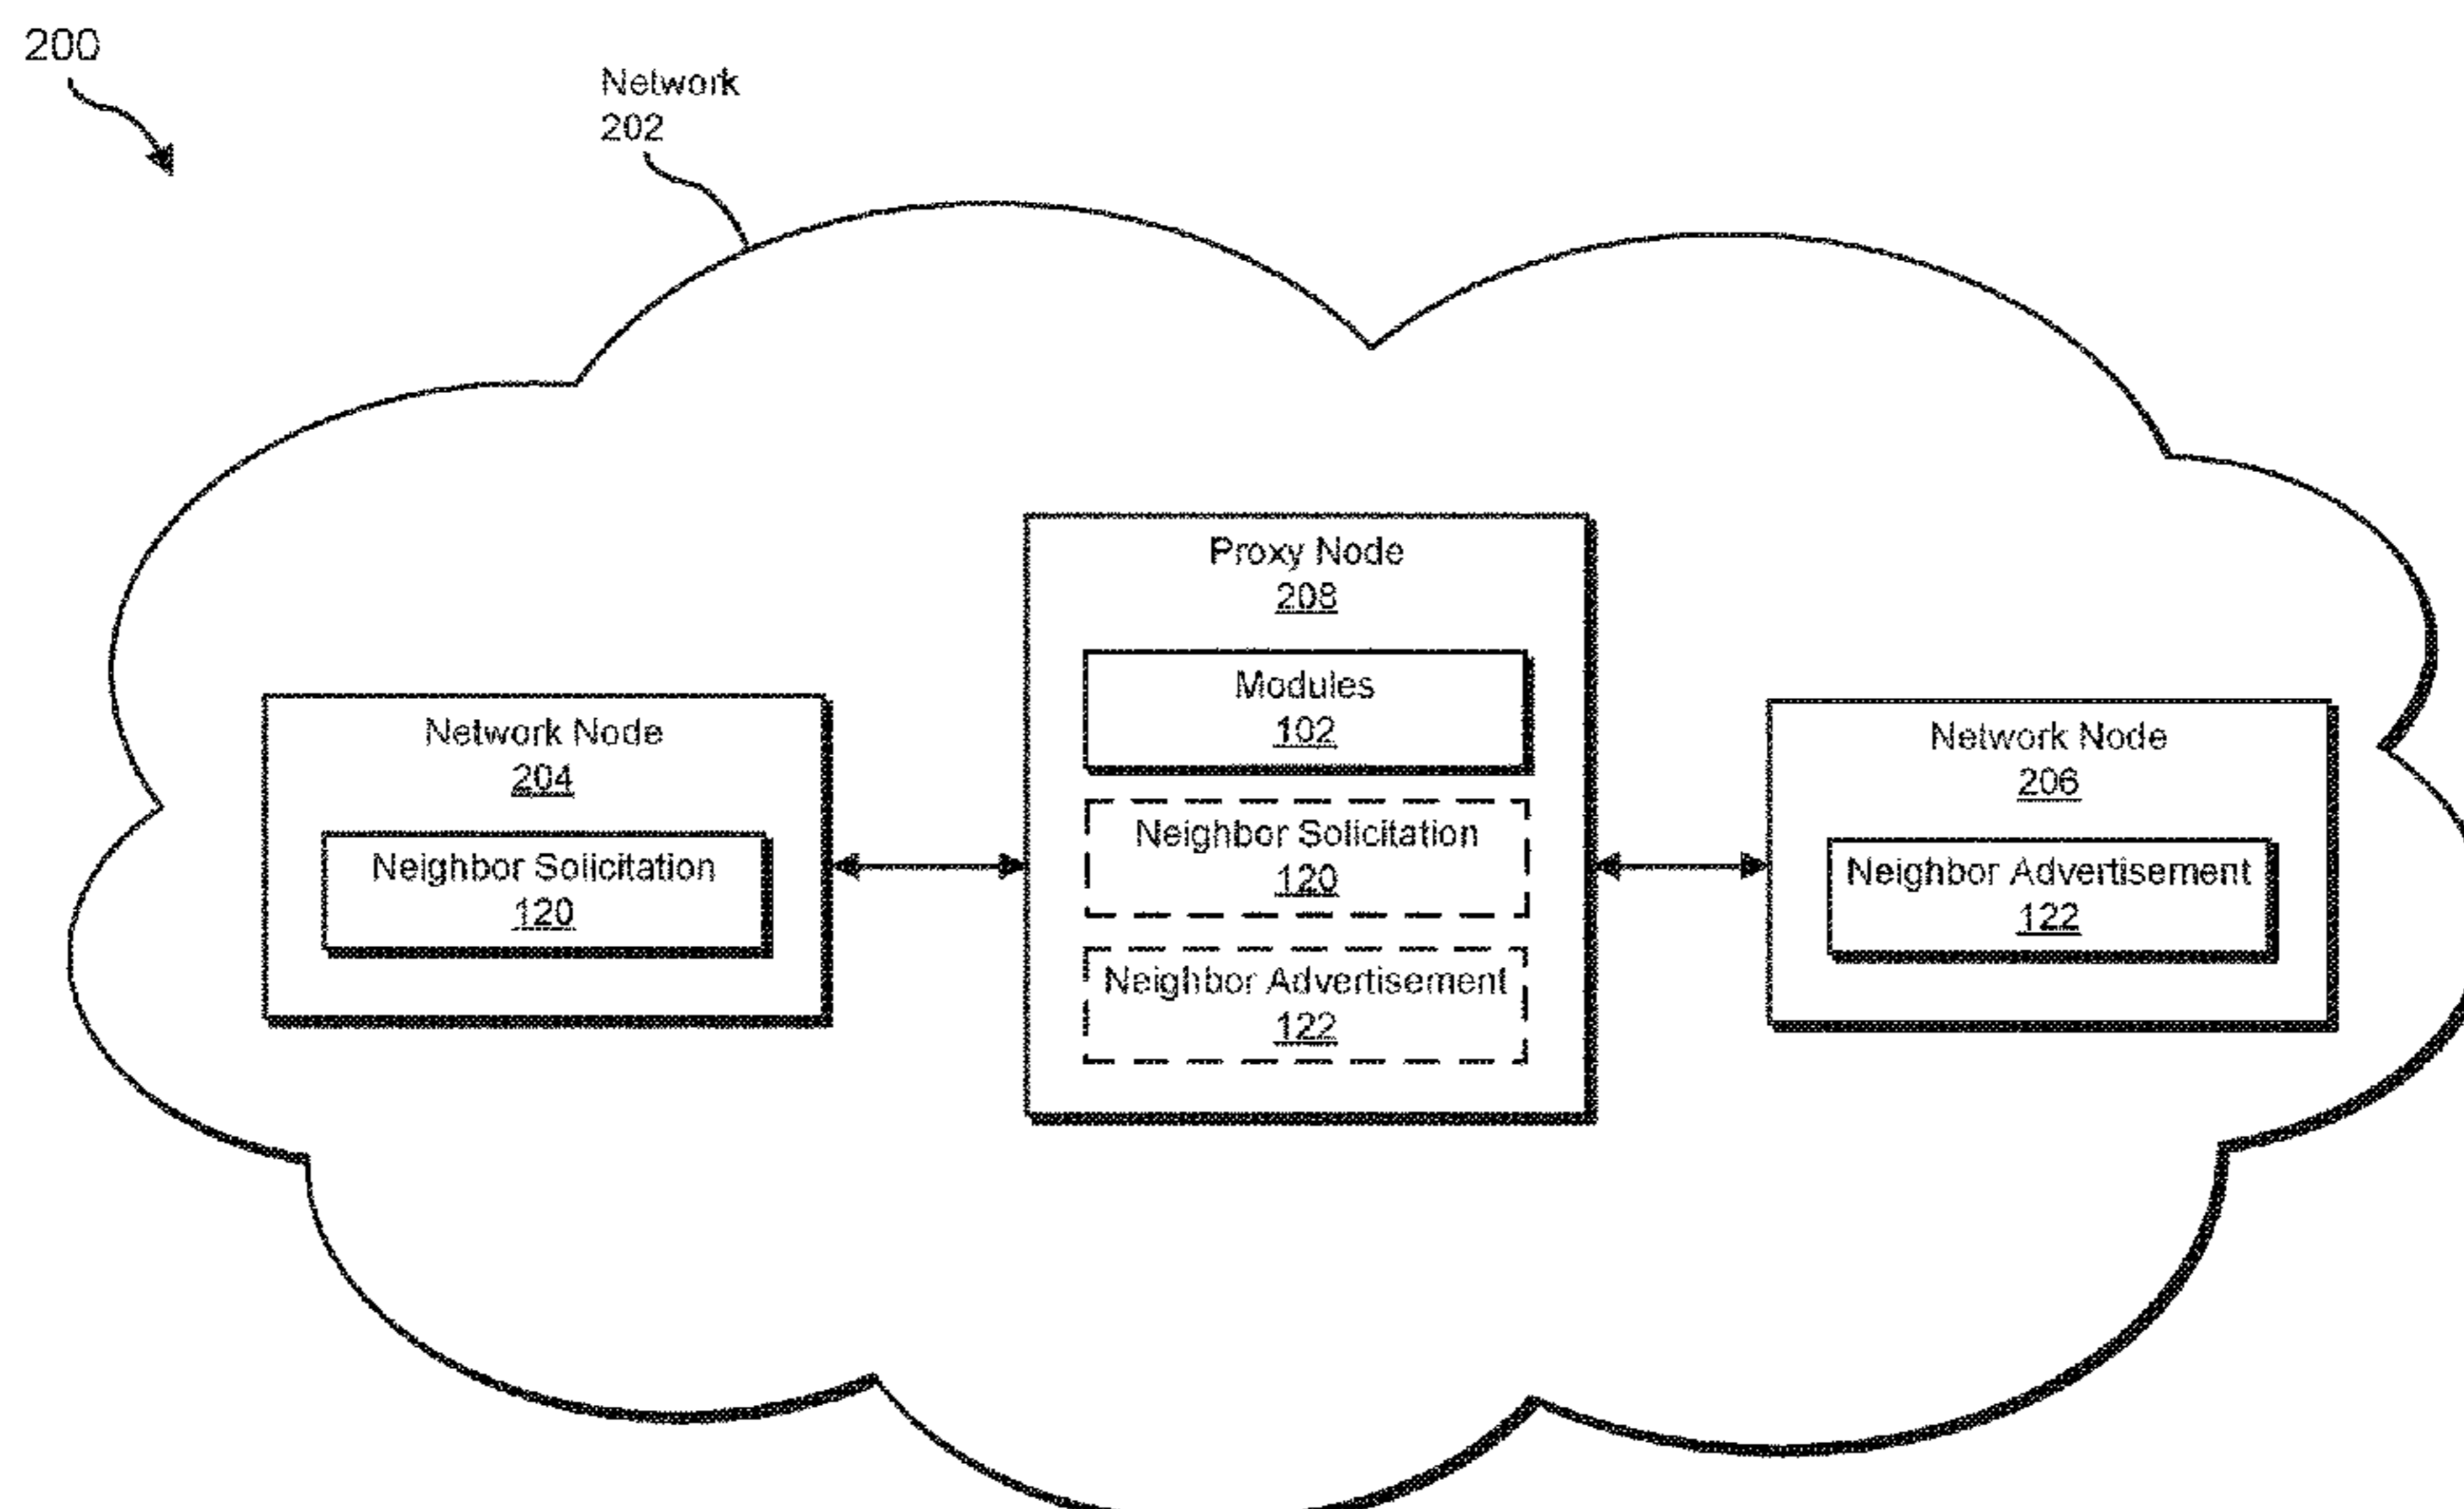 200
Network
202
Proxy Node
208
Modules
102
Neighbor Solicitation
120
Neighbor Advertisement
122
Network Node
204
Neighbor Solicitation
120
Network Node
206
Neighbor Advertisement
122